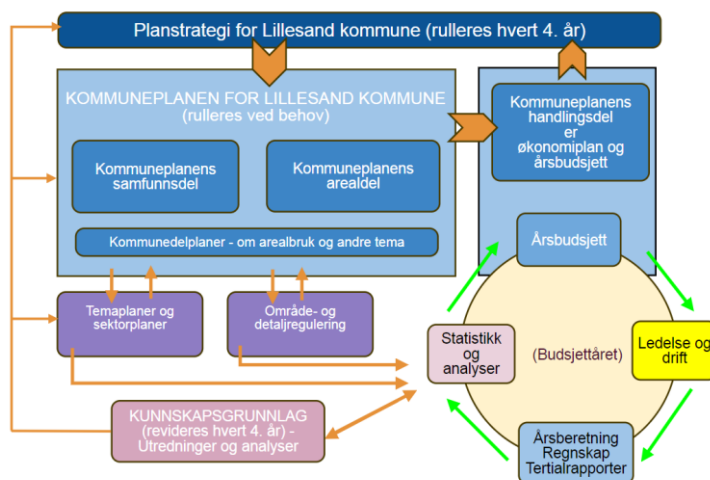 Planstrategi for Lillesand kommune (rulleres hvert 4. år)
KOMMUNEPLANEN FOR LILLESAND KOMMUNE
(rulleres ved behov)
Kommuneplanens
samfunnsdel
Kommuneplanens
arealdel
Kommunedelplaner - om arealbruk og andre tema
Kommuneplanens
handlingsdel
er
økonomiplan og
årsbudsjett
Temaplaner og
sektorplaner
Område- og
detaljregulering
KUNNSKAPSGRUNNLAG
(revideres hvert 4. år) -
Utredninger og analyser
Årsbudsjett
Statistikk
og
analyser
(Budsjettåret)
Ledelse og
drift
Årsberetning
Regnskap
Tertialrapporter